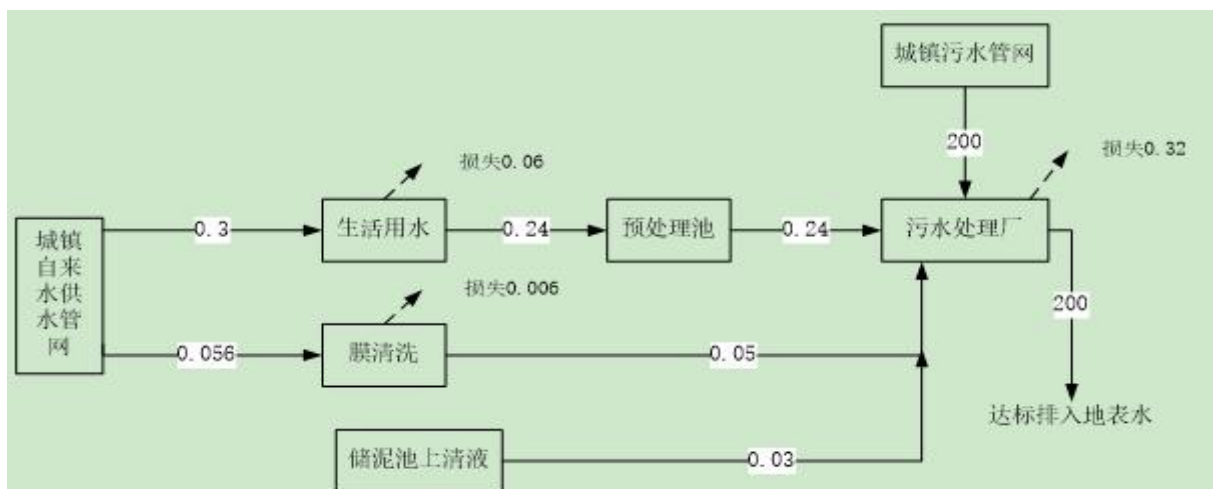 城镇污水管网
200
损失0.32
损失0.06
城镇
自来
水供
水管
网
0.3
生活用水
0.24
预处理池
0.24
污水处理厂
损失0.006
200
0.056
膜清洗
0.05
达标排入地表水
储泥池上清液
0.03